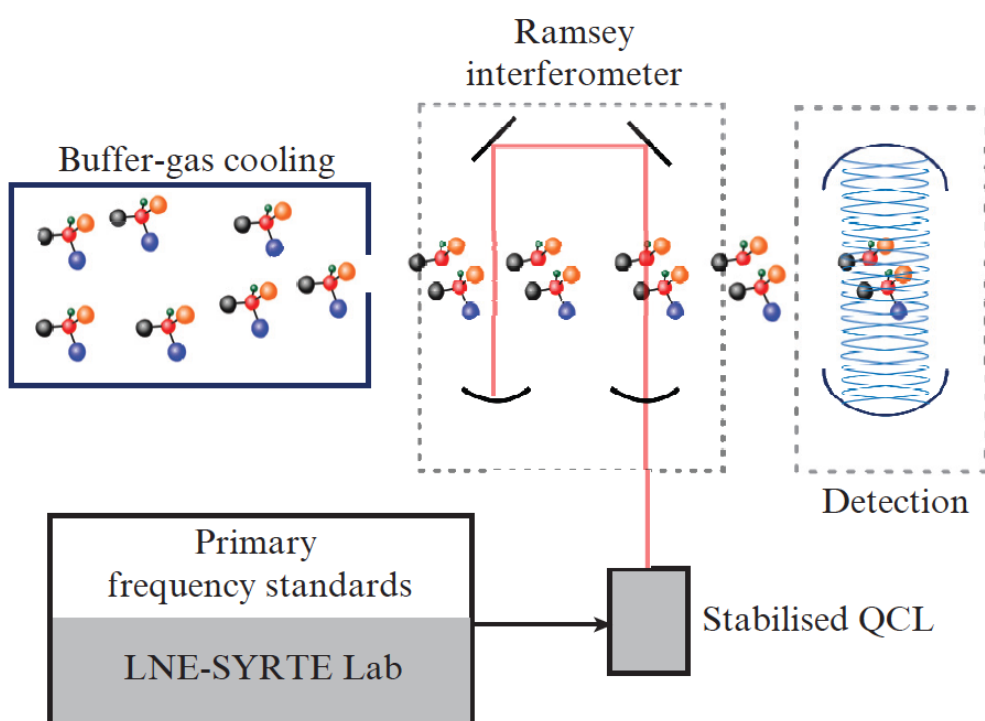 Ramsey
interferometer
Buffer-gas cooling
Detection
Primary
frequency standards
LNE-SYRTE Lab
Stabilised QCL